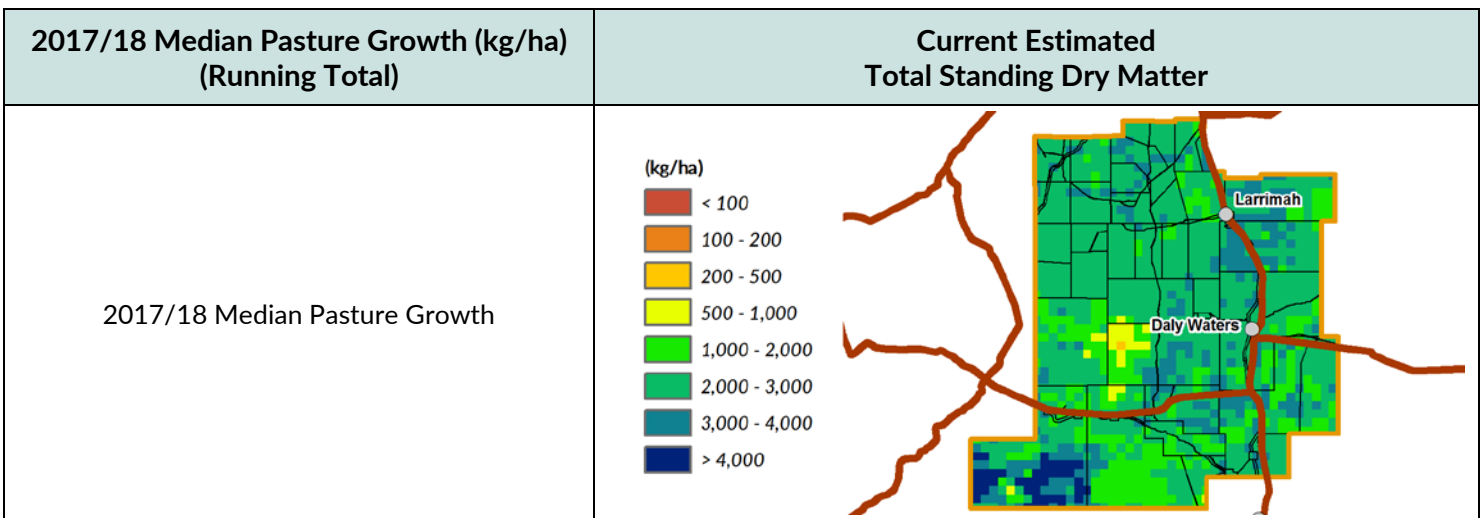 2017/18 Median Pasture Growth (kg/ha)
(Running Total)
Current Estimated
Total Standing Dry Matter
2017/18 Median Pasture Growth
(kg/ha)
< 100
100 - 200
200 - 500
500 - 1,000
1,000 - 2,000
2,000 - 3,000
3,000 - 4,000
> 4,000
Larrimah
Daly Waters